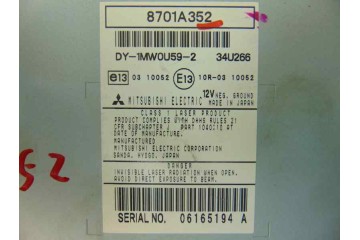 8701A352
DY-1MW0U59-2 34U266
e13 03 10052 E13 10R-03 10052
MITSUBISHI ELECTRIC 12V NEG. GROUND
MADE IN JAPAN
CLASS 1 LASER PRODUCT
PRODUCT COMPLIES WITH DHHS RULES 21
CFR SUBCHAPTER J PART 1040:10 AT
DATE OF MANUFACTURE.
MITSUBISHI ELECTRIC CORPORATION
SANDA, HYOGO, JAPAN
DANGER
INVISIBLE LASER RADIATION WHEN OPEN.
AVOID DIRECT EXPOSURE TO BEAM.
SERIAL NO. 06165194 A
52